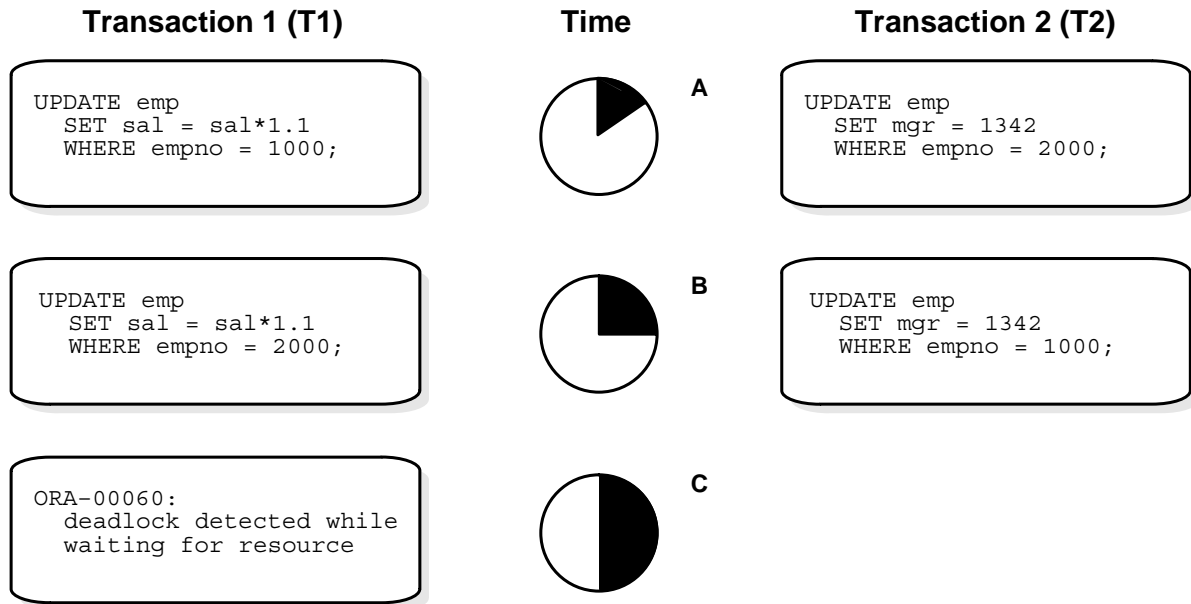 Transaction 1 (T1)
Time
Transaction 2 (T2)
UPDATE emp
SET sal = sal*1.1
WHERE empno = 1000;
A
UPDATE emp
SET mgr = 1342
WHERE empno = 2000;
UPDATE emp
SET sal = sal*1.1
WHERE empno = 2000;
B
UPDATE emp
SET mgr = 1342
WHERE empno = 1000;
ORA−00060:
deadlock detected while
waiting for resource
C